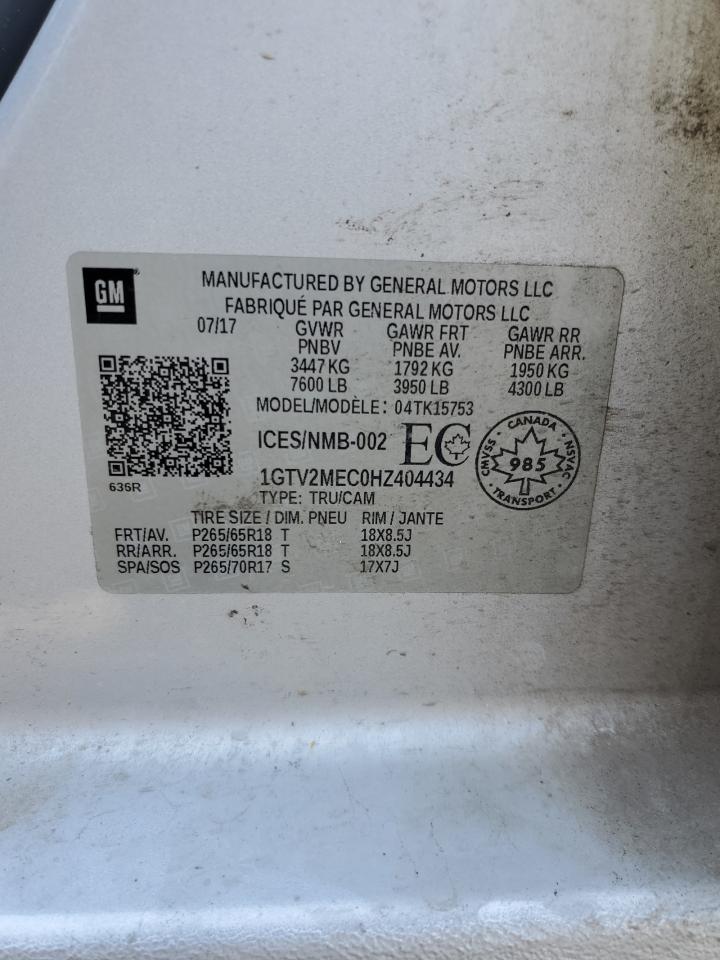 GM
MANUFACTURED BY GENERAL MOTORS LLC
FABRIQUÉ PAR GENERAL MOTORS LLC
07/17 GVWR GAWR FRT GAWR RR
PNBV PNBE AV. PNBE ARR.
3447 KG 1792 KG 1950 KG
7600 LB 3950 LB 4300 LB
MODEL/MODÈLE: 04TK15753
ICES/NMB-002 EC
1GTV2MEC0HZ404434
TYPE: TRU/CAM
636R
CANADA
CMVSS 985 NSVAC
TRANSPORT
TIRE SIZE / DIM. PNEU RIM / JANTE
FRT/AV. P265/65R18 T 18X8.5J
RR/ARR. P265/65R18 T 18X8.5J
SPA/SOS P265/70R17 S 17X7J